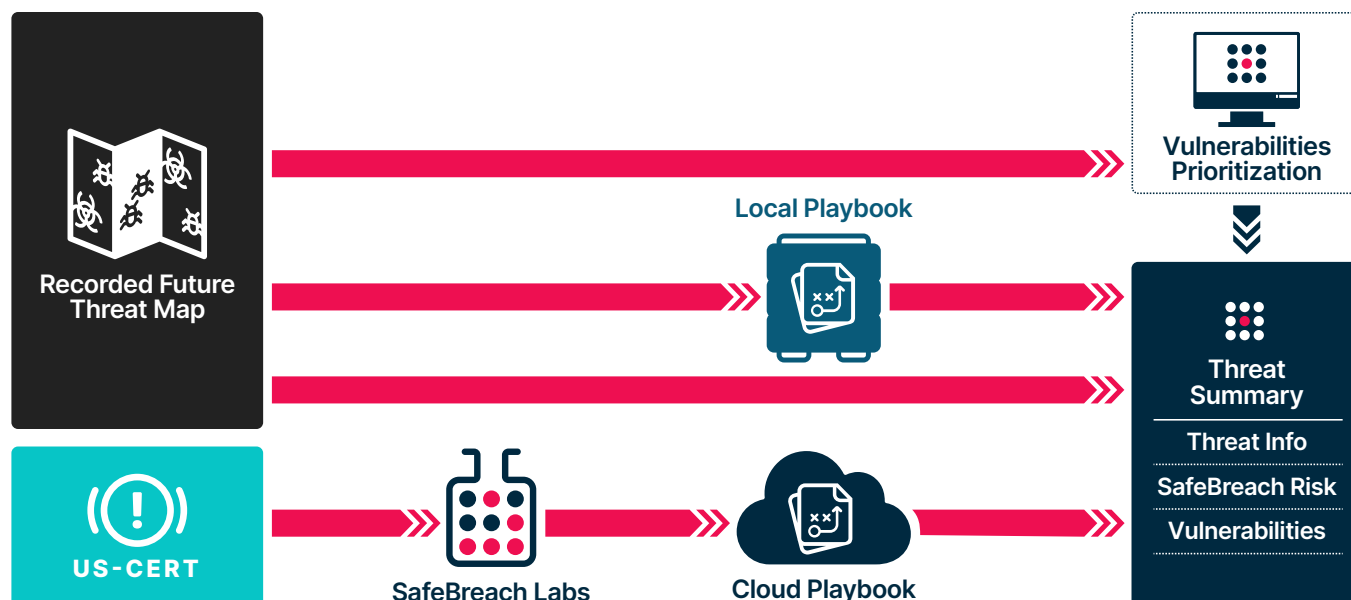 Recorded Future
Threat Map
US-CERT
Local Playbook
SafeBreach Labs
Cloud Playbook
Vulnerabilities
Prioritization
Threat
Summary
Threat Info
SafeBreach Risk
Vulnerabilities